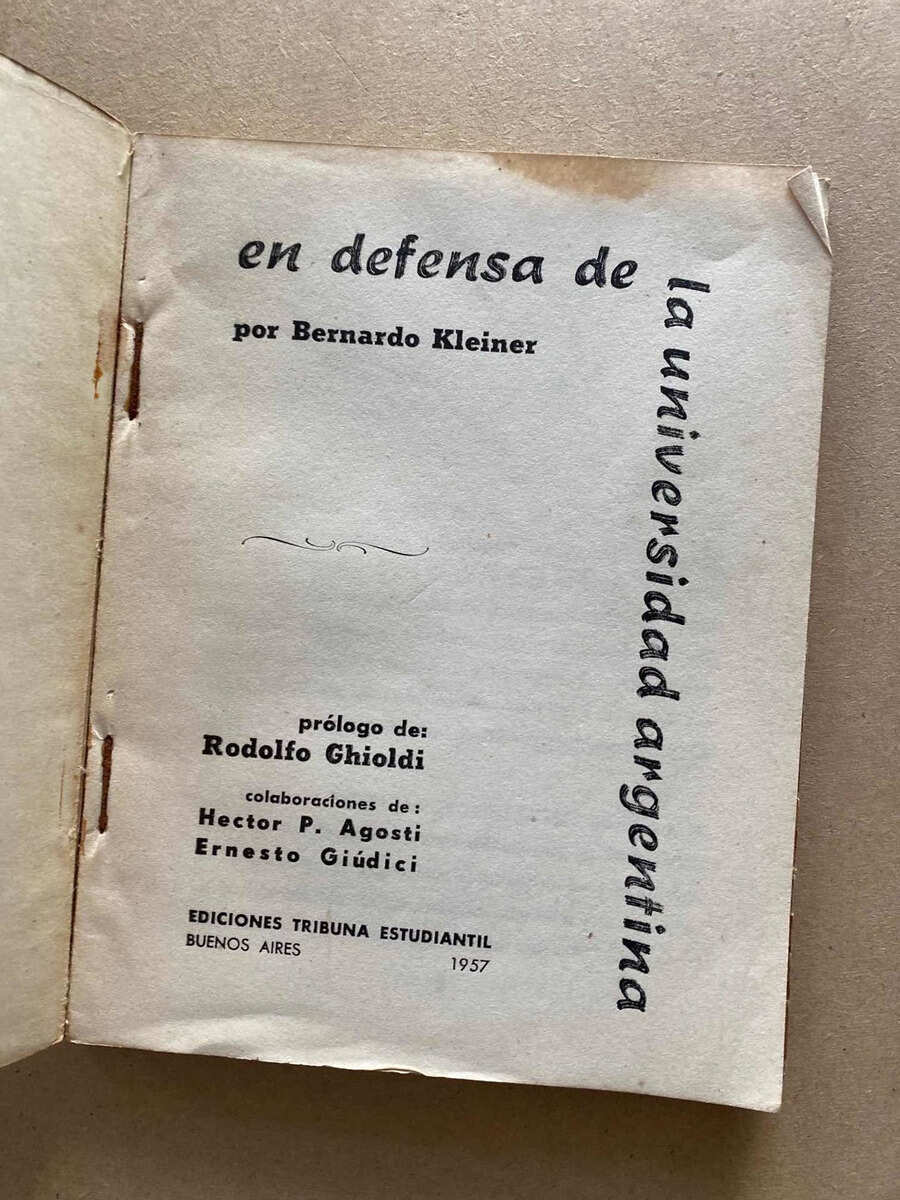 en defensa de
la universidad argentina
por Bernardo Kleiner
prólogo de:
Rodolfo Ghioldi
colaboraciones de:
Hector P. Agosti
Ernesto Giúdici
EDICIONES TRIBUNA ESTUDIANTIL
BUENOS AIRES
1957